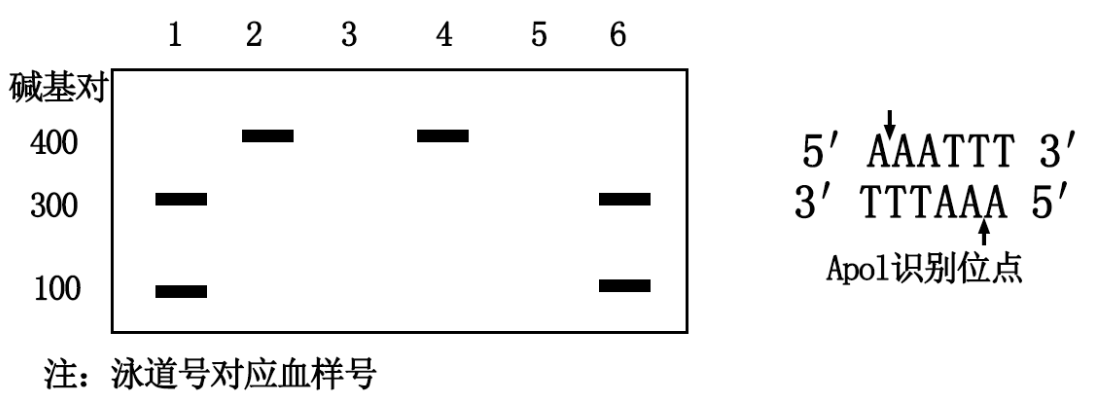 1 2 3 4 5 6
碱基对
400
300
100
5′ AAATTT 3′
3′ TTTAAA 5′
Apol识别位点
注：泳道号对应血样号